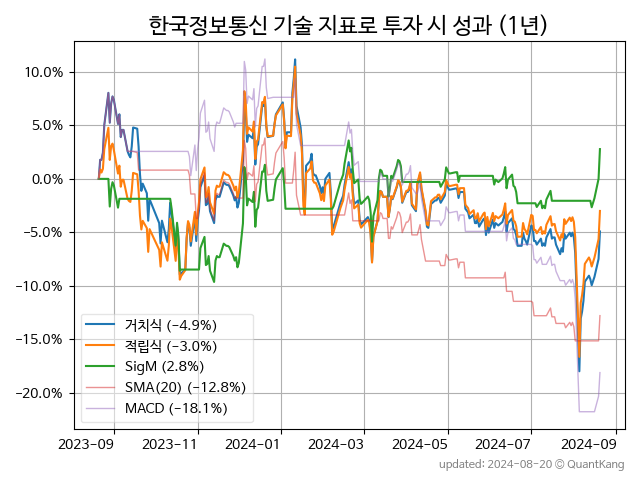 한국정보통신 기술 지표로 투자 시 성과 (1년)
10.0%
5.0%
0.0%
−5.0%
−10.0%
−15.0%
−20.0%
거치식 (−4.9%)
적립식 (−3.0%)
SigM (2.8%)
SMA(20) (−12.8%)
MACD (−18.1%)
2023-09 2023-11 2024-01 2024-03 2024-05 2024-07 2024-09
updated: 2024-08-20 © QuantKang